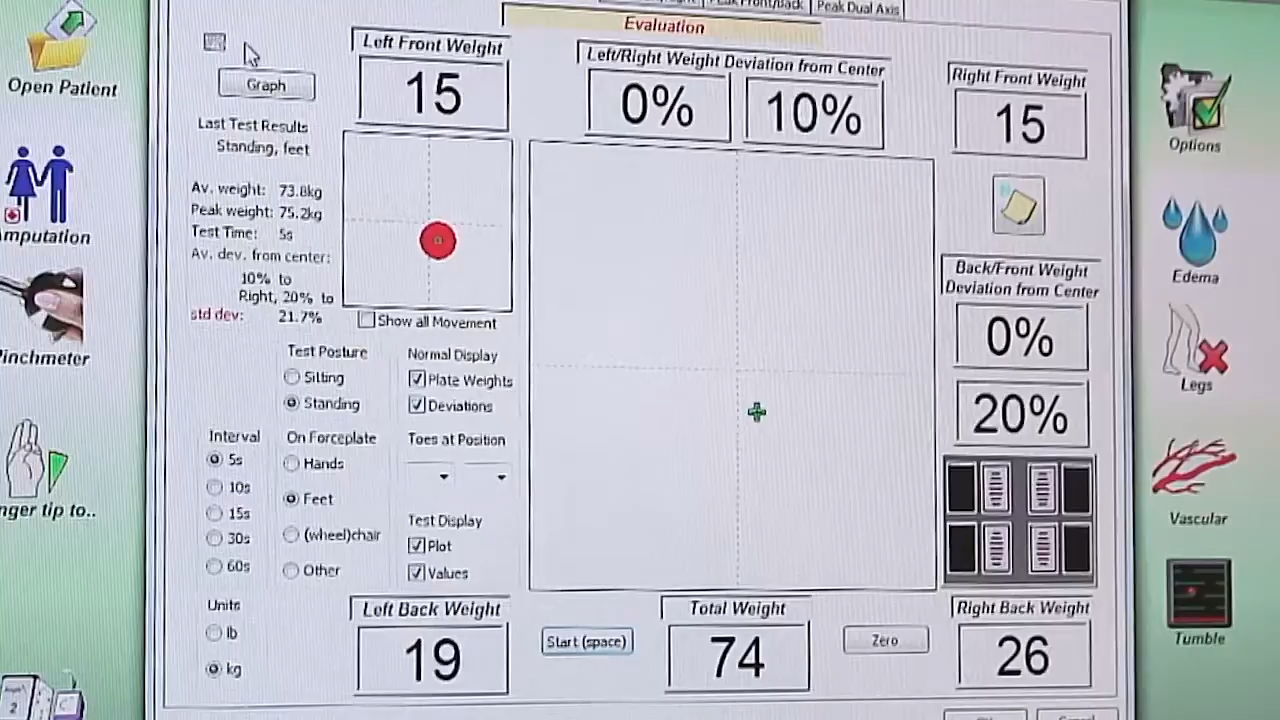 Peak Dual Axis
Evaluation
Open Patient
Graph
Left Front Weight
15
Left/Right Weight Deviation from Center
0%
10%
Right Front Weight
15
Options
Last Test Results
Standing, feet
Av. weight: 73.8kg
Peak weight: 75.2kg
Test Time: 5s
Av. dev. from center:
10% to
Right, 20% to
std dev: 21.7%
Show all Movement
mputation
Edema
Back/Front Weight
Deviation from Center
0%
20%
inchmeter
Legs
Test Posture
Sitting
Standing
Normal Display
Plate Weights
Deviations
Interval
5s
10s
15s
30s
60s
On Forceplate
Hands
Feet
(wheel)chair
Other
Toes at Position
Test Display
Plot
Values
nger tip to..
Vascular
Units
lb
kg
Left Back Weight
19
Start (space)
Total Weight
74
Zero
Right Back Weight
26
Tumble
2